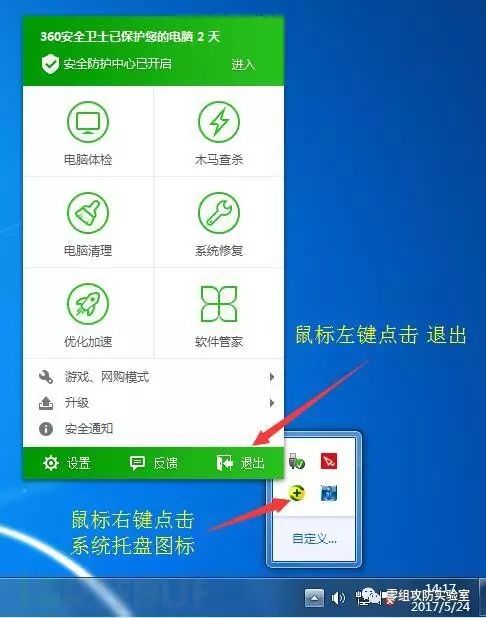 360安全卫士已保护您的电脑 2 天
安全防护中心已开启 进入
电脑体检 木马查杀
电脑清理 系统修复
优化加速 软件管家
鼠标左键点击 退出
游戏、网购模式
升级
安全通知
设置 反馈 退出
鼠标右键点击
系统托盘图标
自定义...
14:17
零组攻防实验室
2017/5/24